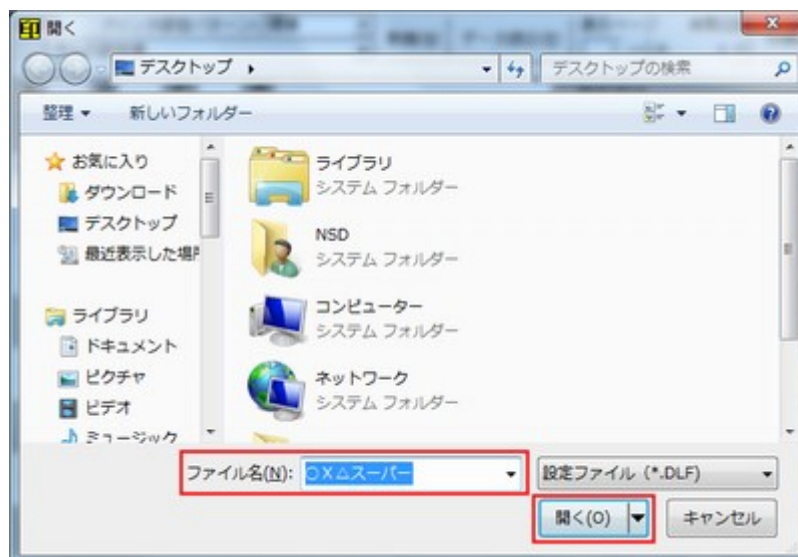 印 開く
デスクトップ
デスクトップの検索
整理 新しいフォルダー
お気に入り
ダウンロード
デスクトップ
最近表示した場
ライブラリ
ドキュメント
ピクチャ
ビデオ
ミュージック
ライブラリ
システム フォルダー
NSD
システム フォルダー
コンピューター
システム フォルダー
ネットワーク
システム フォルダー
ファイル名(N): ○×△スーパー
設定ファイル (*.DLF)
開く(O) キャンセル